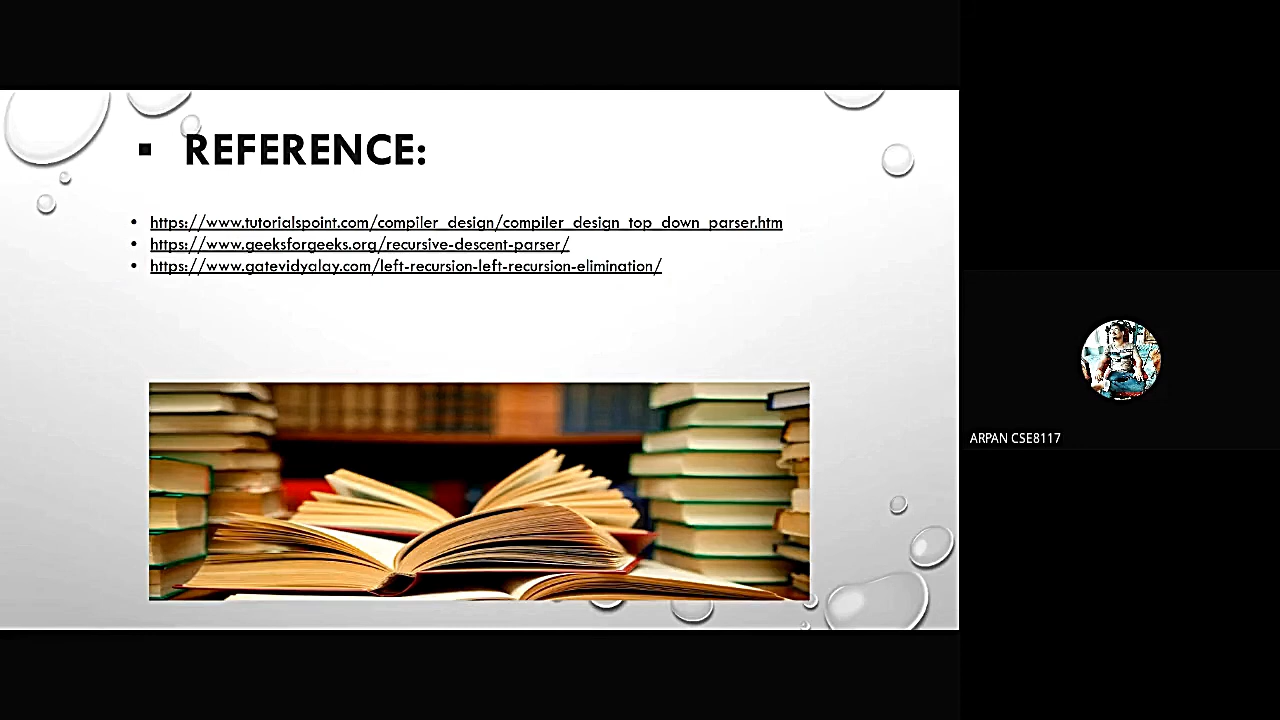 ▪ REFERENCE:
• https://www.tutorialspoint.com/compiler_design/compiler_design_top_down_parser.htm
• https://www.geeksforgeeks.org/recursive-descent-parser/
• https://www.gatevidyalay.com/left-recursion-left-recursion-elimination/
ARPAN CSE8117